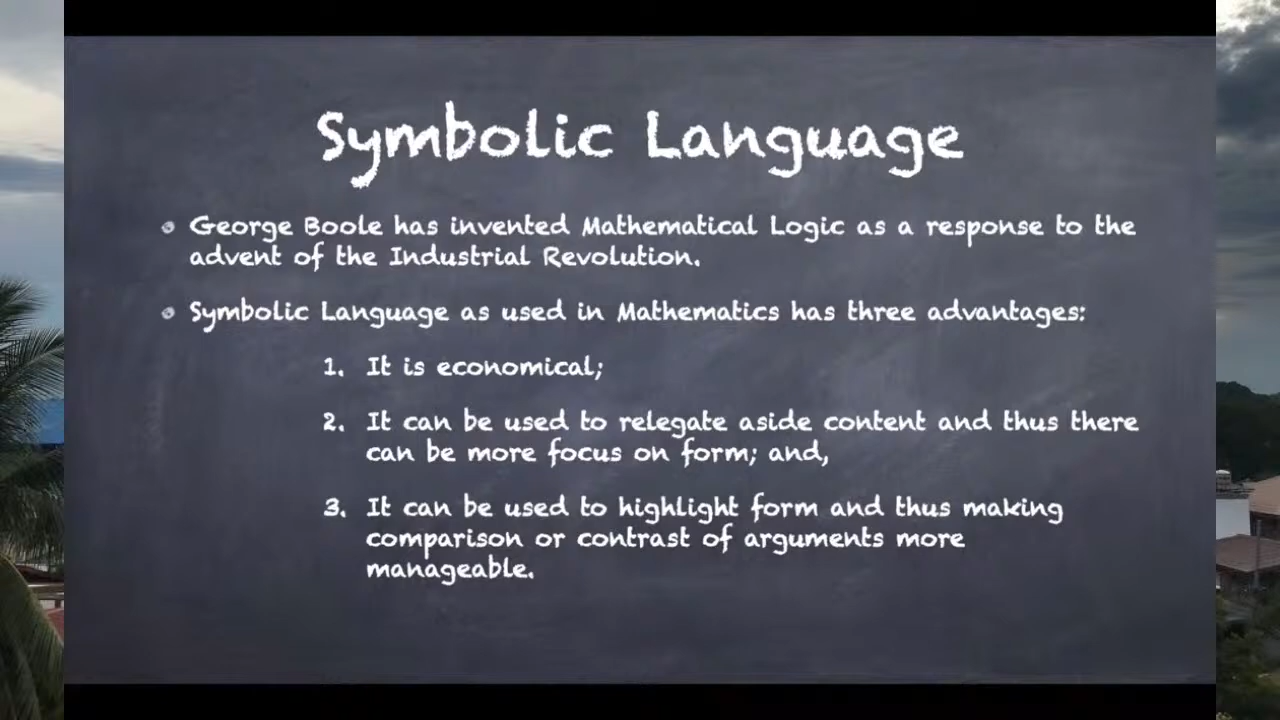 Symbolic Language
George Boole has invented Mathematical Logic as a response to the
advent of the Industrial Revolution.
Symbolic Language as used in Mathematics has three advantages:
1. It is economical;
2. It can be used to relegate aside content and thus there
can be more focus on form; and,
3. It can be used to highlight form and thus making
comparison or contrast of arguments more
manageable.